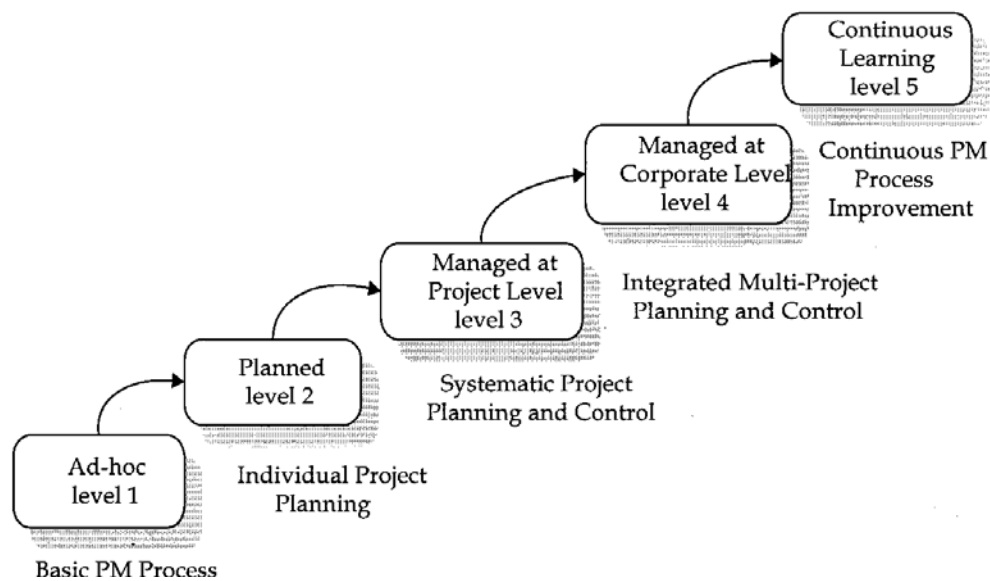 Continuous
Learning
level 5
Managed at
Corporate Level
level 4
Continuous PM
Process
Improvement
Managed at
Project Level
level 3
Integrated Multi-Project
Planning and Control
Planned
level 2
Systematic Project
Planning and Control
Ad-hoc
level 1
Individual Project
Planning
Basic PM Process